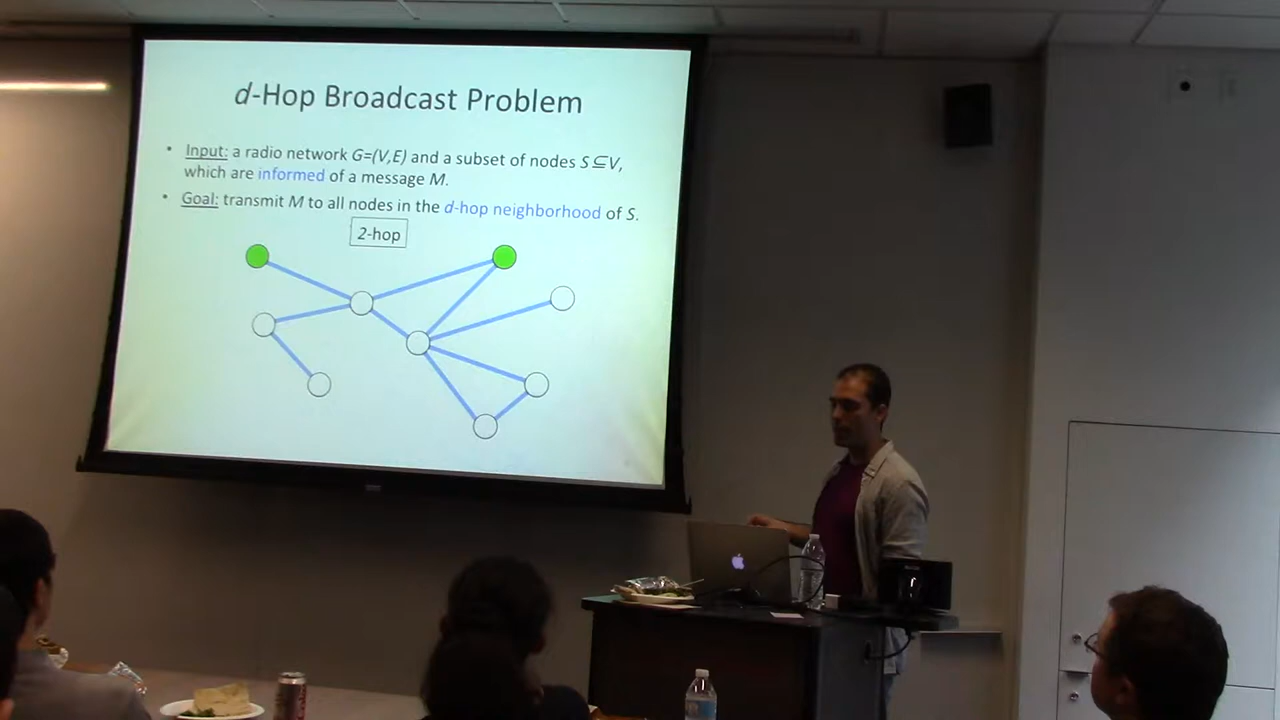 d-Hop Broadcast Problem
• Input: a radio network G=(V,E) and a subset of nodes S⊆V,
which are informed of a message M.
• Goal: transmit M to all nodes in the d-hop neighborhood of S.
2-hop